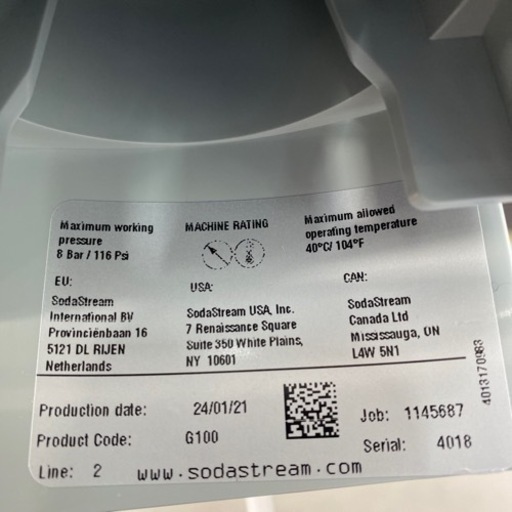 Maximum working
pressure
8 Bar / 116 Psi
MACHINE RATING
Maximum allowed
operating temperature
40°C/ 104°F
EU:
SodaStream
International BV
Provinciënbaan 16
5121 DL RIJEN
Netherlands
USA:
SodaStream USA, Inc.
7 Renaissance Square
Suite 350 White Plains,
NY 10601
CAN:
SodaStream
Canada Ltd
Mississauga, ON
L4W 5N1
4013170983
Production date: 24/01/21
Product Code: G100
Line: 2
Job: 1145687
Serial: 4018
www.sodastream.com